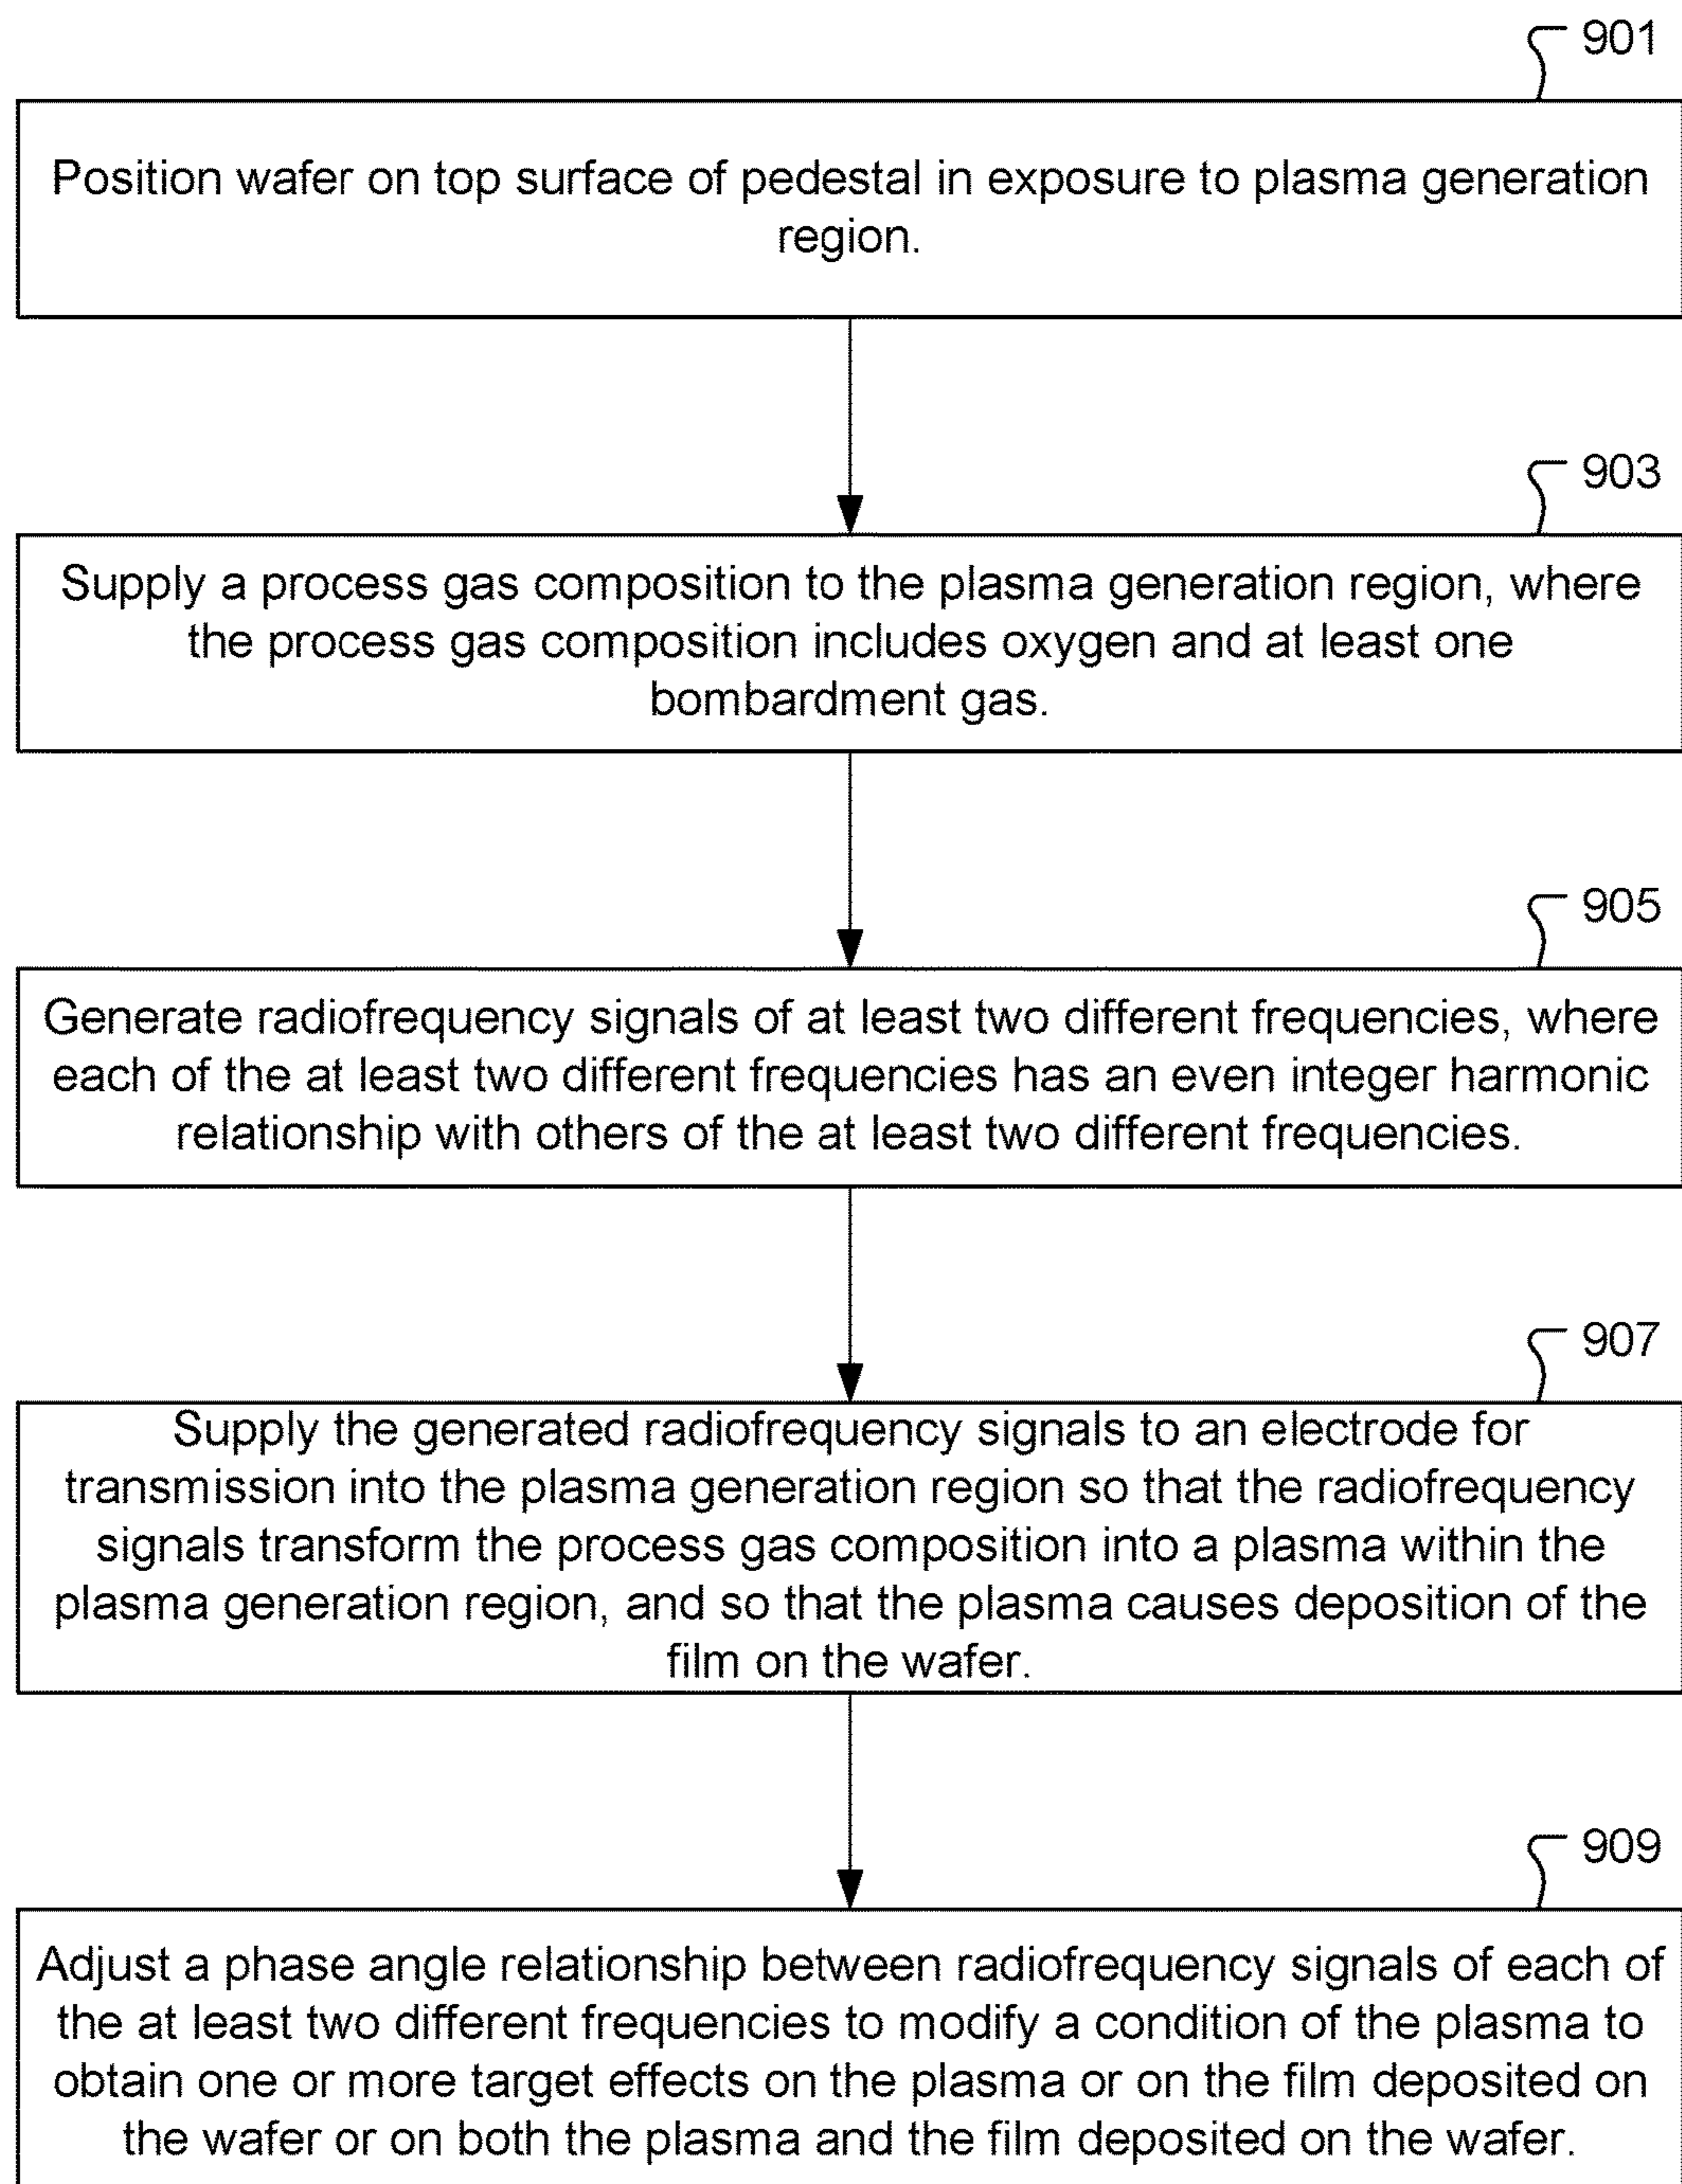 901
Position wafer on top surface of pedestal in exposure to plasma generation
region.
903
Supply a process gas composition to the plasma generation region, where
the process gas composition includes oxygen and at least one
bombardment gas.
905
Generate radiofrequency signals of at least two different frequencies, where
each of the at least two different frequencies has an even integer harmonic
relationship with others of the at least two different frequencies.
907
Supply the generated radiofrequency signals to an electrode for
transmission into the plasma generation region so that the radiofrequency
signals transform the process gas composition into a plasma within the
plasma generation region, and so that the plasma causes deposition of the
film on the wafer.
909
Adjust a phase angle relationship between radiofrequency signals of each of
the at least two different frequencies to modify a condition of the plasma to
obtain one or more target effects on the plasma or on the film deposited on
the wafer or on both the plasma and the film deposited on the wafer.